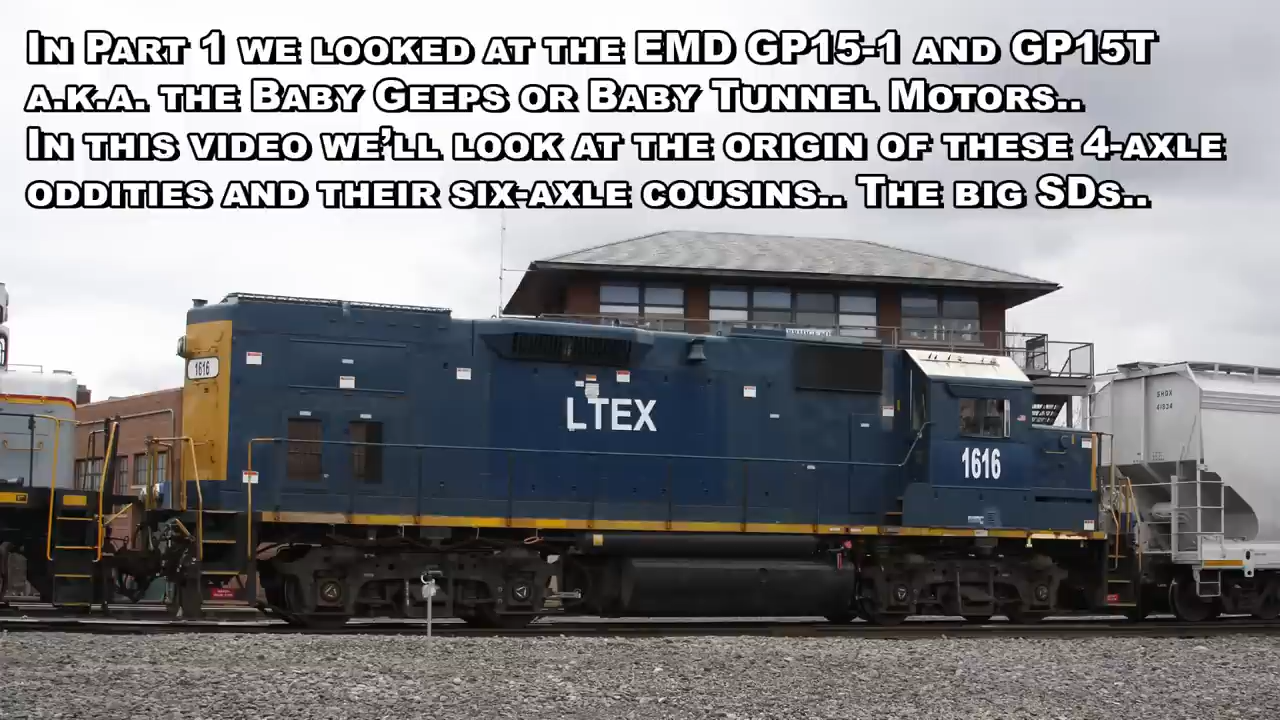 In Part 1 we looked at the EMD GP15-1 and GP15T
a.k.a. the Baby Geeps or Baby Tunnel Motors..
In this video we'll look at the origin of these 4-axle
oddities and their six-axle cousins.. The big SDs..
1616
LTEX
1616
SHQX